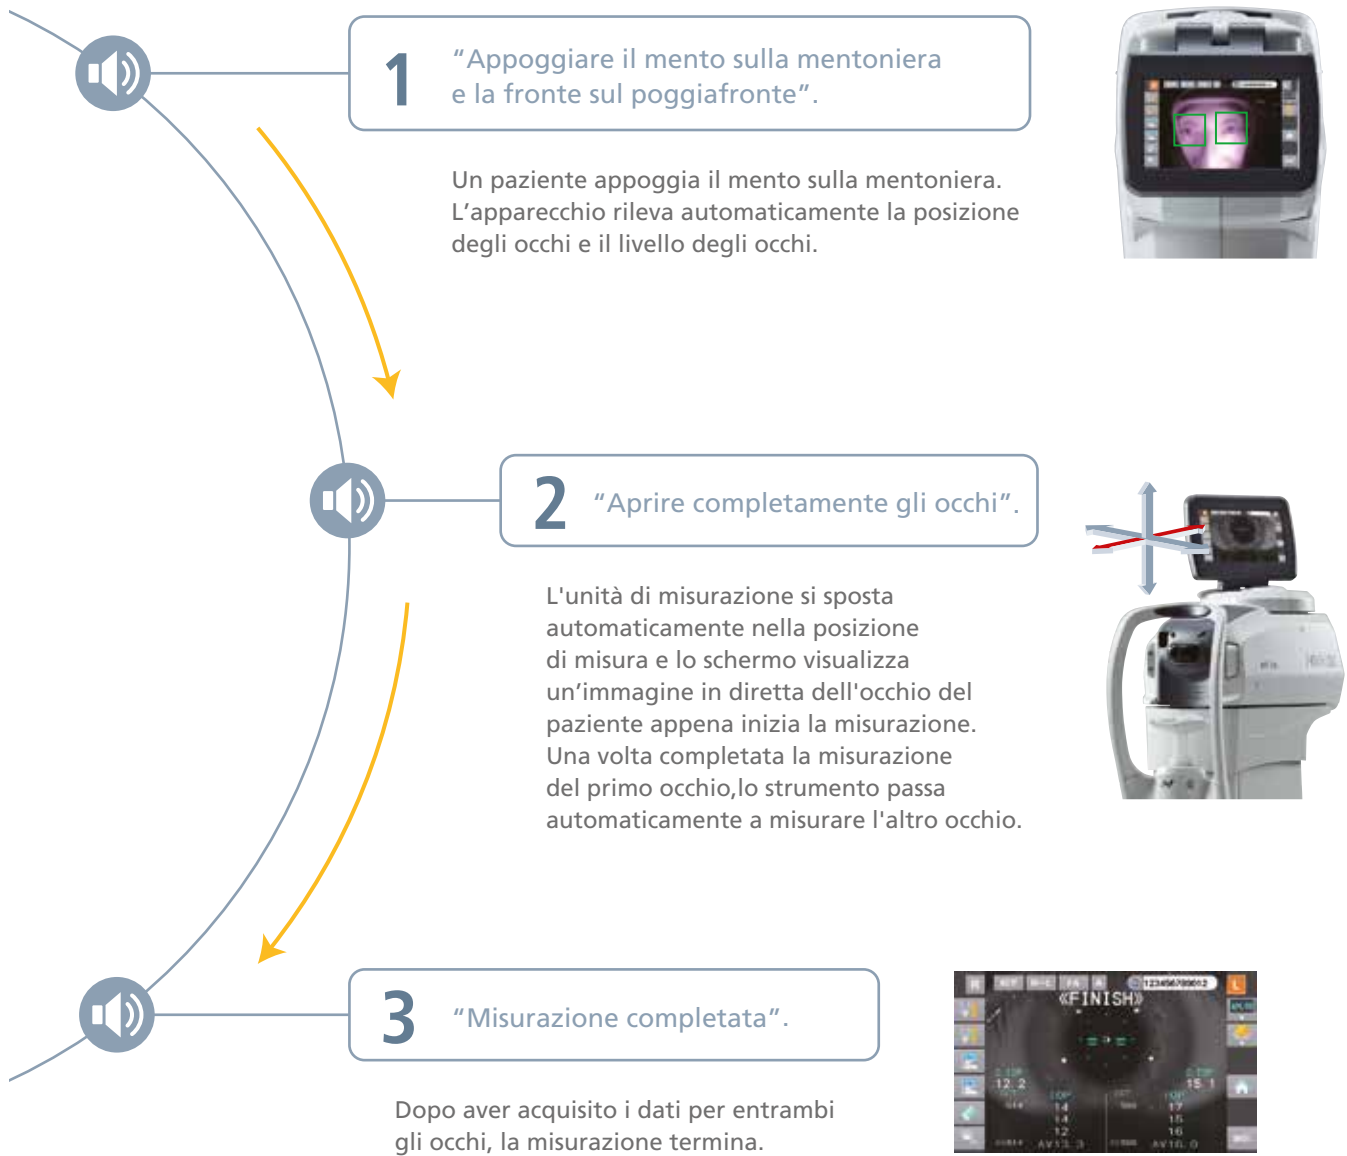 1
“Appoggiare il mento sulla mentoniera
e la fronte sul poggiafronte”.
Un paziente appoggia il mento sulla mentoniera.
L’apparecchio rileva automaticamente la posizione
degli occhi e il livello degli occhi.
2
“Aprire completamente gli occhi”.
L'unità di misurazione si sposta
automaticamente nella posizione
di misura e lo schermo visualizza
un’immagine in diretta dell'occhio del
paziente appena inizia la misurazione.
Una volta completata la misurazione
del primo occhio,lo strumento passa
automaticamente a misurare l'altro occhio.
3
“Misurazione completata”.
Dopo aver acquisito i dati per entrambi
gli occhi, la misurazione termina.
R
L
123456789012
《FINISH》
12.2
15.1
IOP
IOP
14
17
14
15
12
16
AV13.3
AV16.0